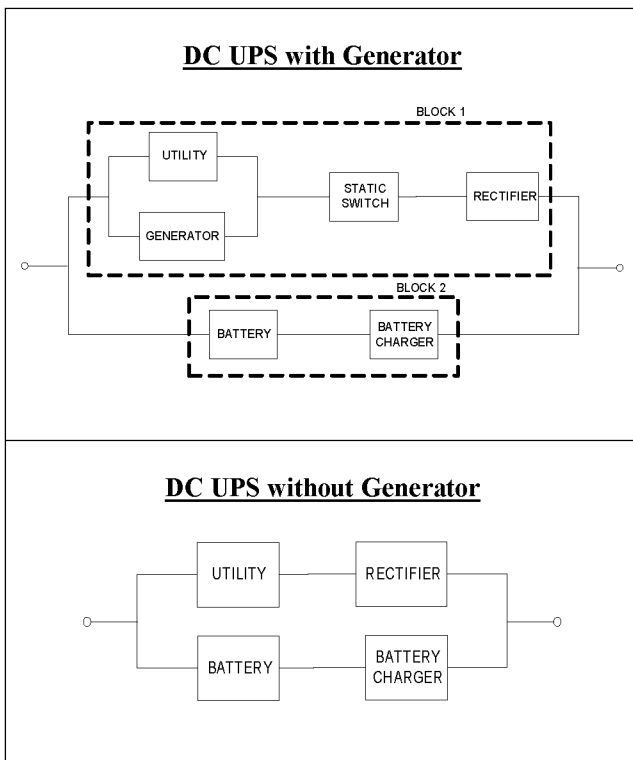 DC UPS with Generator
BLOCK 1
UTILITY
STATIC
SWITCH
RECTIFIER
GENERATOR
BLOCK 2
BATTERY
BATTERY
CHARGER
DC UPS without Generator
UTILITY
RECTIFIER
BATTERY
BATTERY
CHARGER